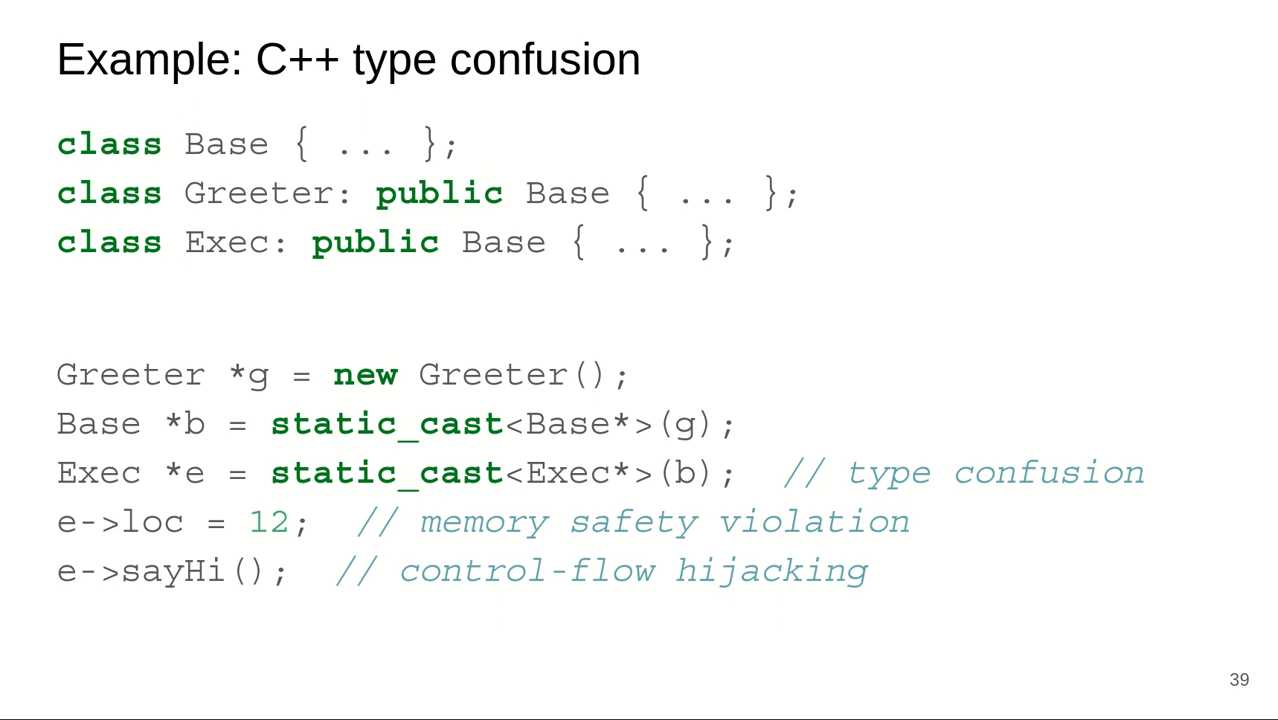 Example: C++ type confusion
class Base { ... };
class Greeter: public Base { ... };
class Exec: public Base { ... };
Greeter *g = new Greeter();
Base *b = static_cast<Base*>(g);
Exec *e = static_cast<Exec*>(b);  // type confusion
e->loc = 12;  // memory safety violation
e->sayHi();  // control-flow hijacking
39